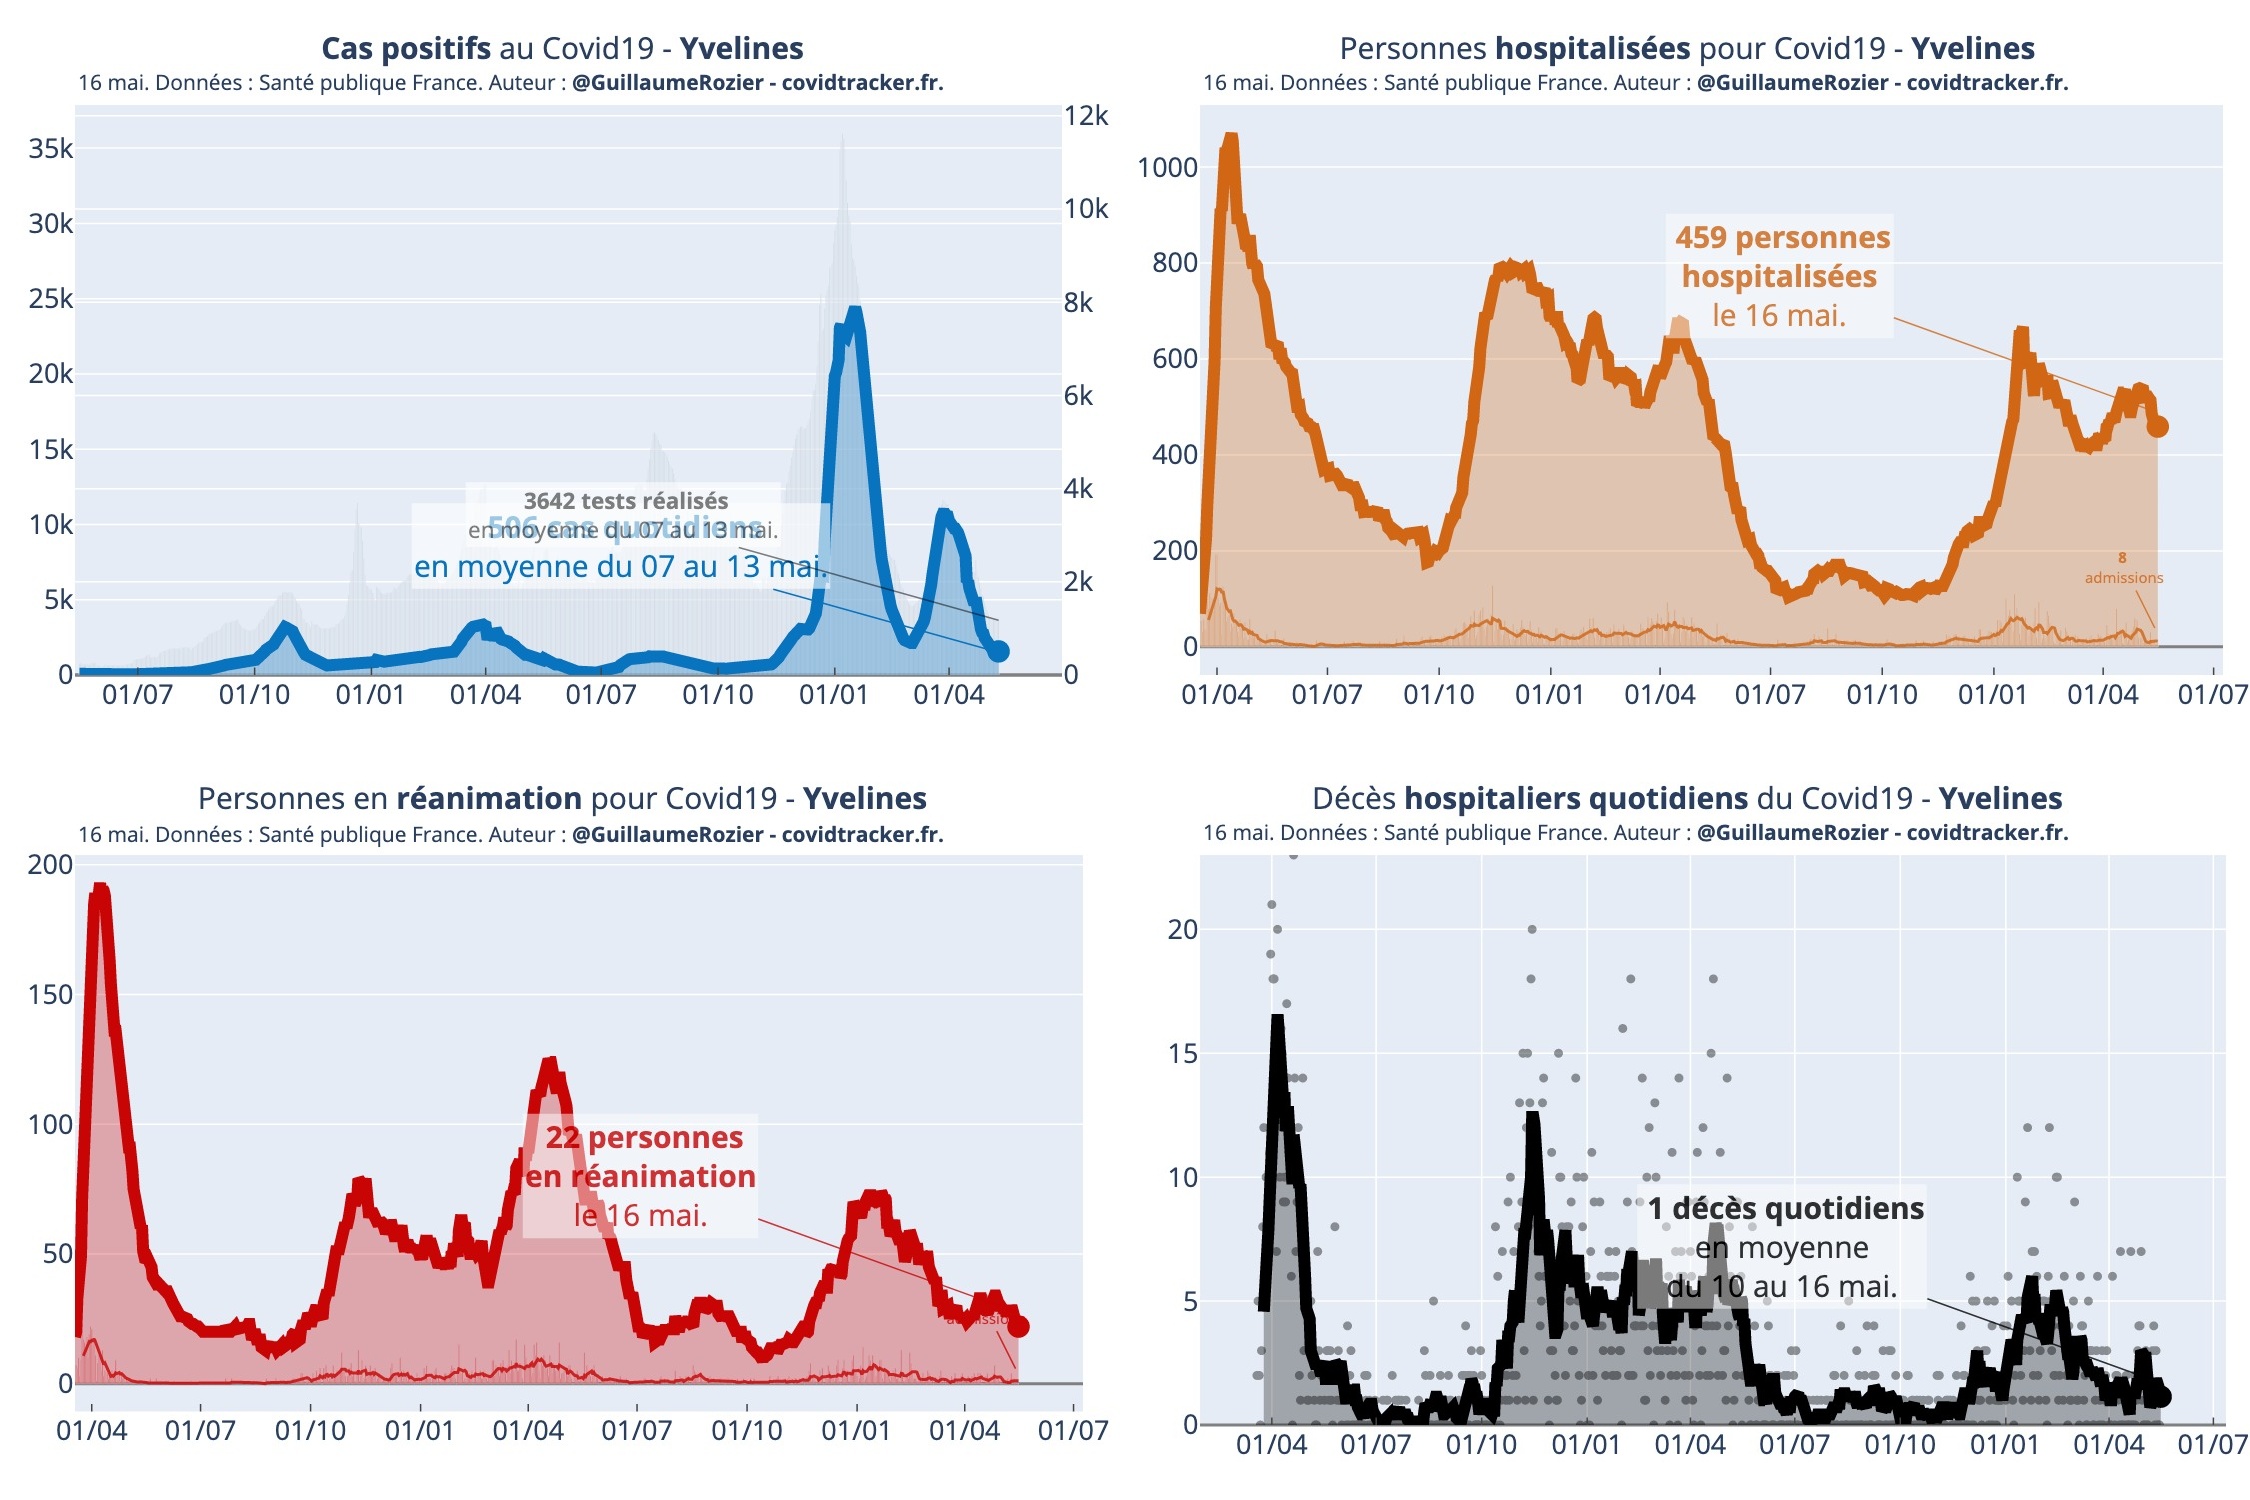 Cas positifs au Covid19 - Yvelines
16 mai. Données : Santé publique France. Auteur : @GuillaumeRozier - covidtracker.fr.
35k
30k
25k
20k
15k
10k
5k
0
12k
10k
8k
6k
4k
2k
0
3642 tests réalisés
en moyenne du 07 au 13 mai.
506 cas quotidiens
en moyenne du 07 au 13 mai.
01/07 01/10 01/01 01/04 01/07 01/10 01/01 01/04
Personnes hospitalisées pour Covid19 - Yvelines
16 mai. Données : Santé publique France. Auteur : @GuillaumeRozier - covidtracker.fr.
1000
800
600
400
200
0
459 personnes
hospitalisées
le 16 mai.
8
admissions
01/04 01/07 01/10 01/01 01/04 01/07 01/10 01/01 01/04 01/07
Personnes en réanimation pour Covid19 - Yvelines
16 mai. Données : Santé publique France. Auteur : @GuillaumeRozier - covidtracker.fr.
200
150
100
50
0
22 personnes
en réanimation
le 16 mai.
01/04 01/07 01/10 01/01 01/04 01/07 01/10 01/01 01/04 01/07
Décès hospitaliers quotidiens du Covid19 - Yvelines
16 mai. Données : Santé publique France. Auteur : @GuillaumeRozier - covidtracker.fr.
20
15
10
5
0
1 décès quotidiens
en moyenne
du 10 au 16 mai.
01/04 01/07 01/10 01/01 01/04 01/07 01/10 01/01 01/04 01/07